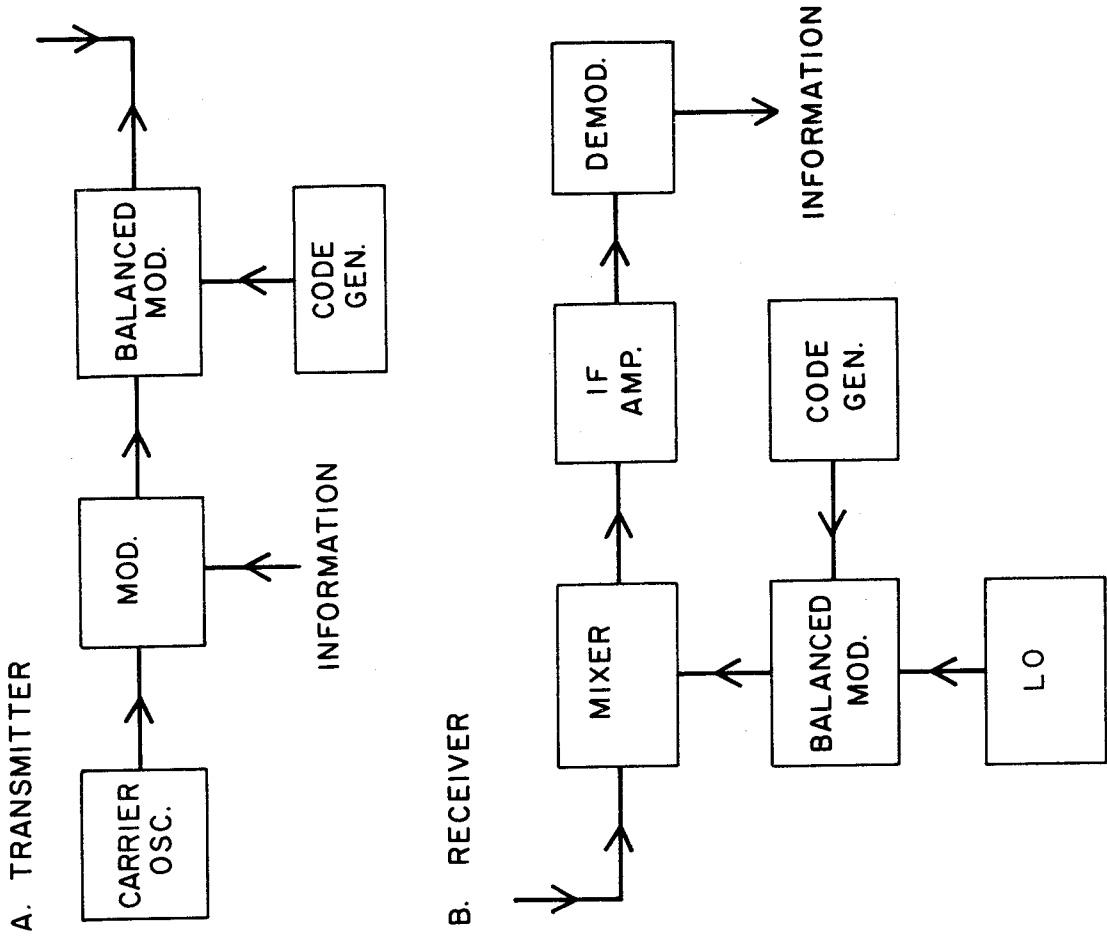 A. TRANSMITTER
CARRIER
OSC.
MOD.
INFORMATION
BALANCED
MOD.
CODE
GEN.
B. RECEIVER
MIXER
IF
AMP.
DEMOD.
INFORMATION
BALANCED
MOD.
CODE
GEN.
LO